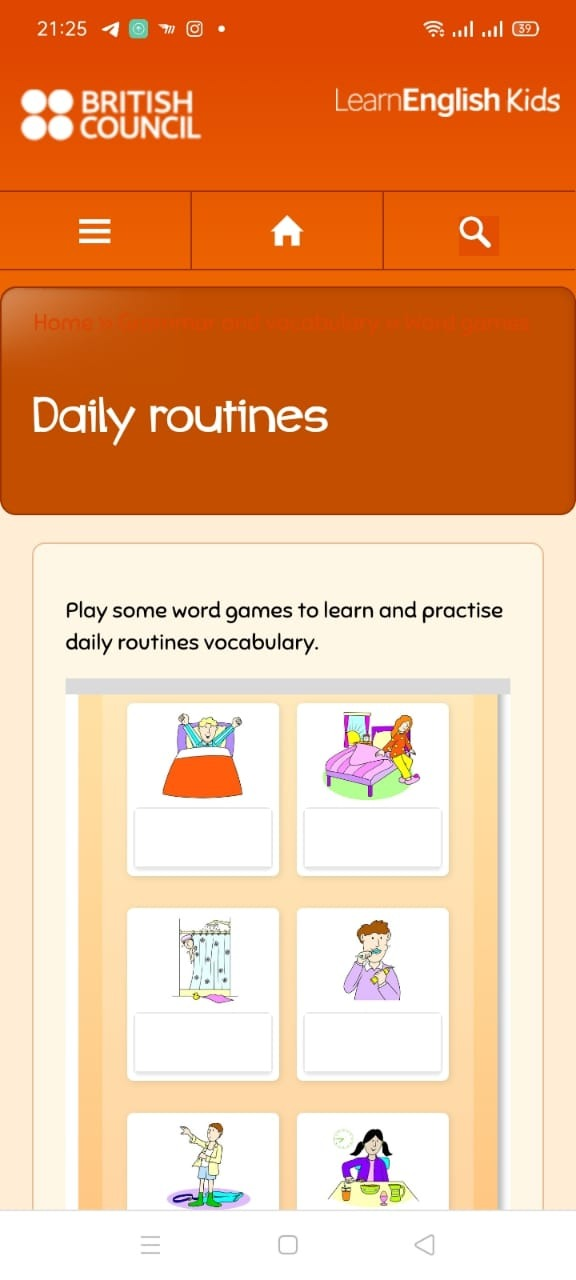 21:25
39
BRITISH
COUNCIL
LearnEnglish Kids
Home » Grammar and vocabulary » Word games
Daily routines
Play some word games to learn and practise
daily routines vocabulary.